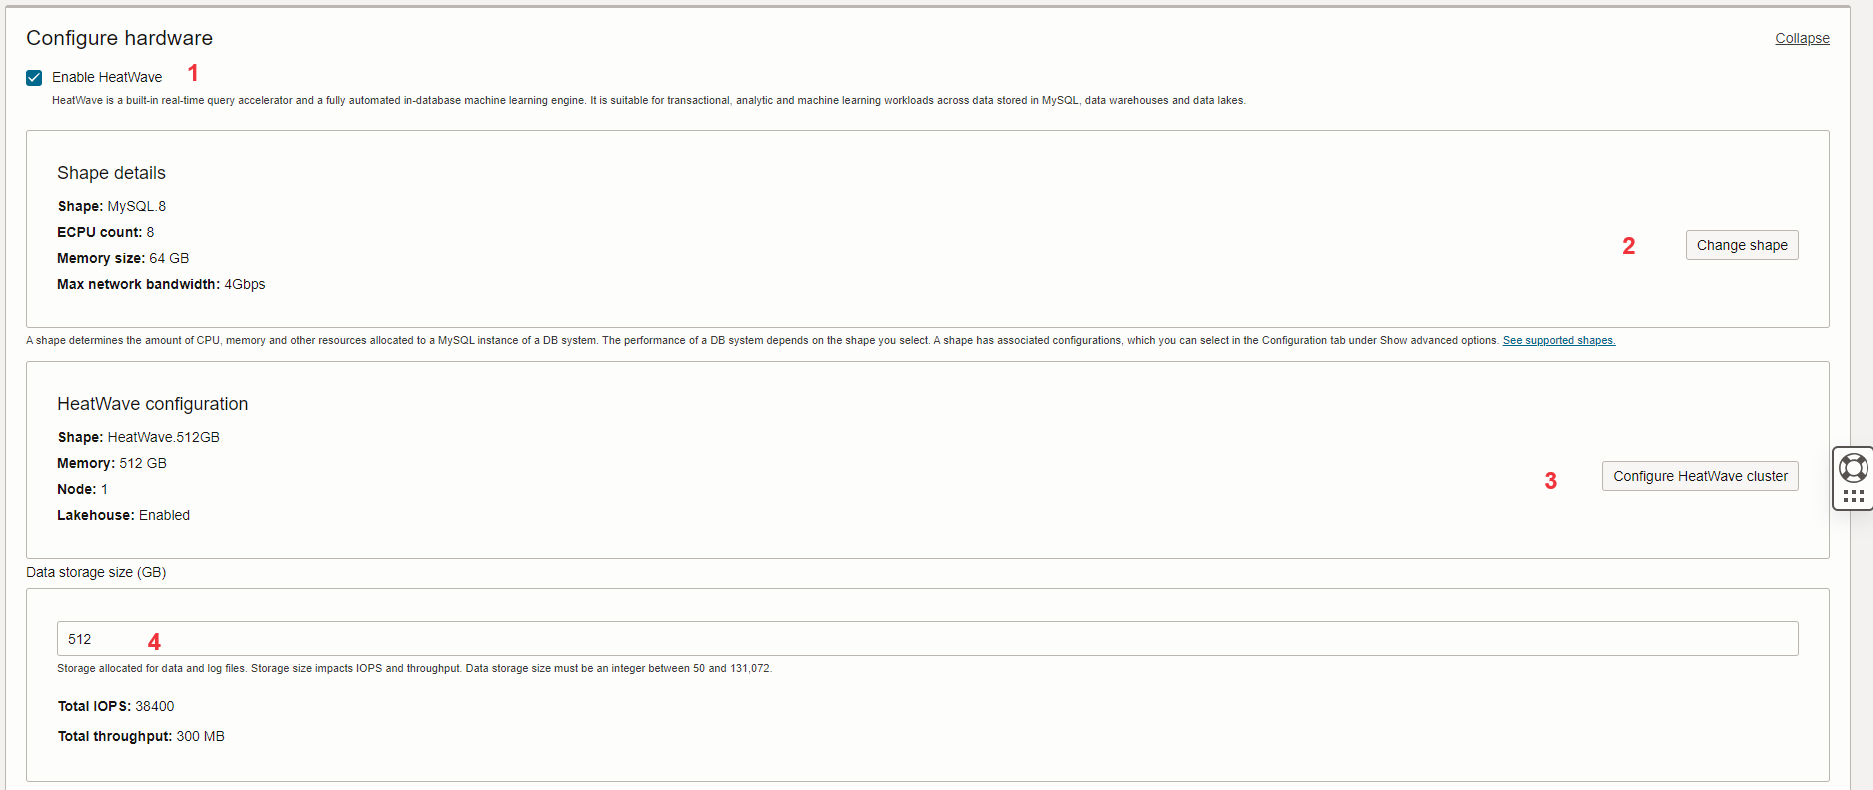 Configure hardware
Collapse
Enable HeatWave 1
HeatWave is a built-in real-time query accelerator and a fully automated in-database machine learning engine. It is suitable for transactional, analytic and machine learning workloads across data stored in MySQL, data warehouses and data lakes.
Shape details
Shape: MySQL.8
ECPU count: 8
2 Change shape
Memory size: 64 GB
Max network bandwidth: 4Gbps
A shape determines the amount of CPU, memory and other resources allocated to a MySQL instance of a DB system. The performance of a DB system depends on the shape you select. A shape has associated configurations, which you can select in the Configuration tab under Show advanced options. See supported shapes.
HeatWave configuration
Shape: HeatWave.512GB
Memory: 512 GB
3 Configure HeatWave cluster
Node: 1
Lakehouse: Enabled
Data storage size (GB)
512 4
Storage allocated for data and log files. Storage size impacts IOPS and throughput. Data storage size must be an integer between 50 and 131,072.
Total IOPS: 38400
Total throughput: 300 MB